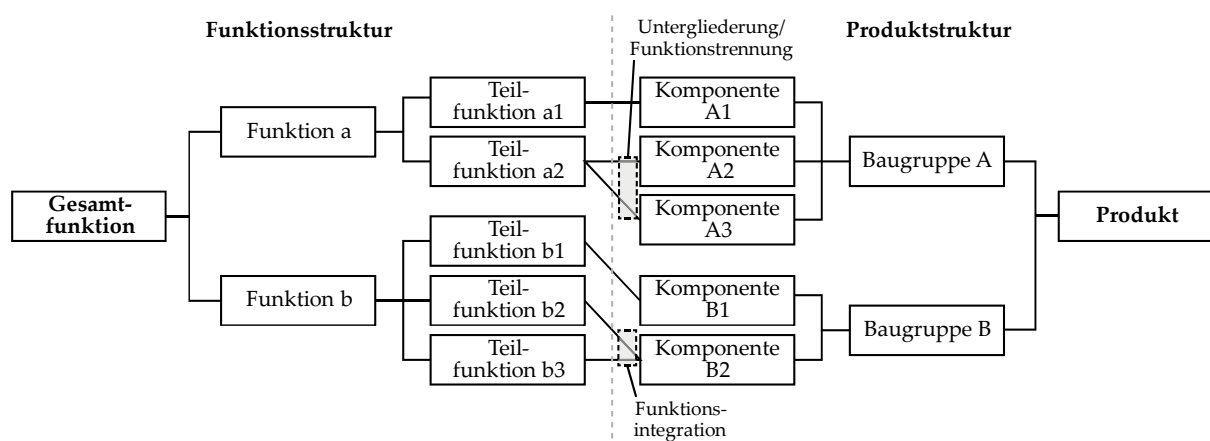 Funktionsstruktur
Untergliederung/
Funktionstrennung
Produktstruktur
Gesamt-
funktion
Funktion a
Funktion b
Teil-
funktion a1
Teil-
funktion a2
Teil-
funktion b1
Teil-
funktion b2
Teil-
funktion b3
Komponente
A1
Komponente
A2
Komponente
A3
Komponente
B1
Komponente
B2
Funktions-
integration
Baugruppe A
Baugruppe B
Produkt